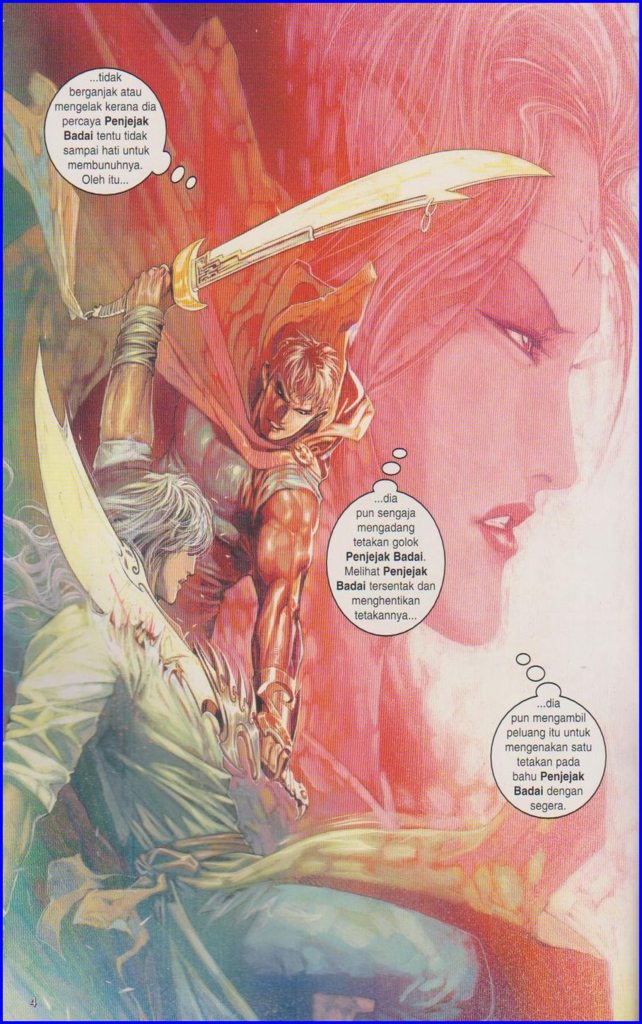 ...tidak
berganjak atau
mengelak kerana dia
percaya Penjejak
Badai tentu tidak
sampai hati untuk
membunuhnya.
Oleh itu...
...dia
pun sengaja
mengadang
tetakan golok
Penjejak Badai.
Melihat Penjejak
Badai tersentak dan
menghentikan
tetakannya...
...dia
pun mengambil
peluang itu untuk
mengenakan satu
tetakan pada
bahu Penjejak
Badai dengan
segera.
4